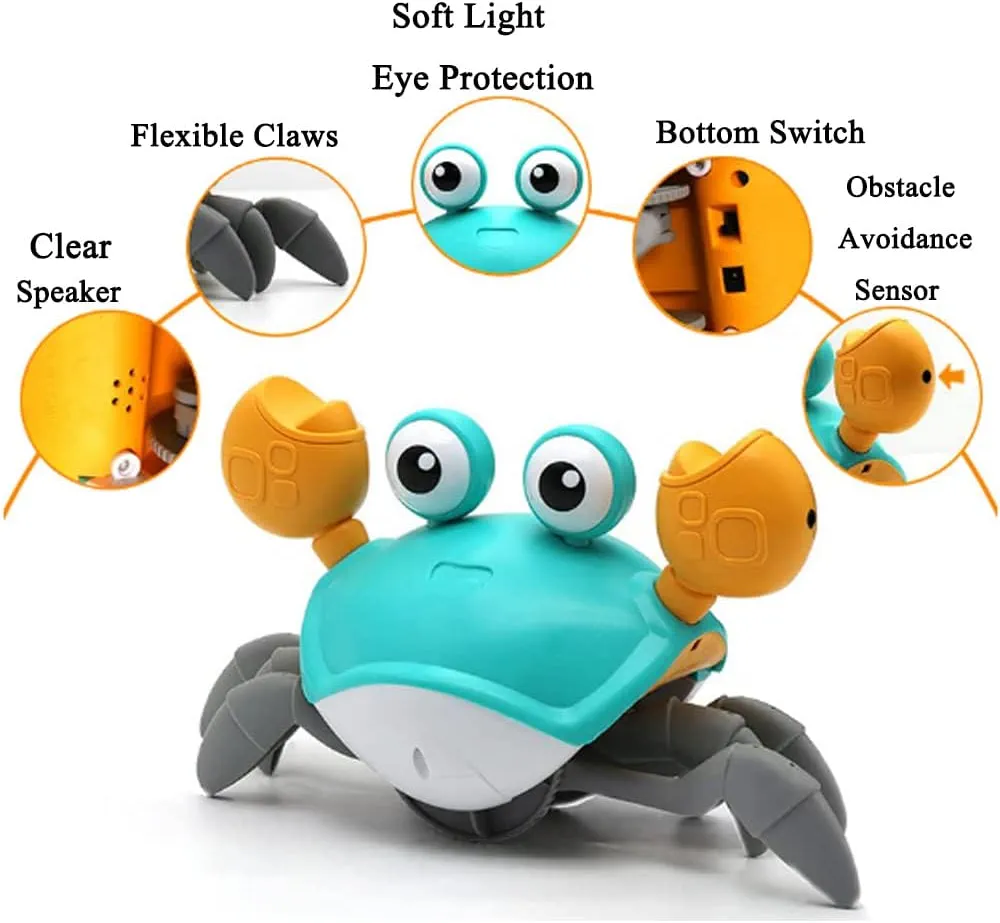 Soft Light
Eye Protection
Flexible Claws
Bottom Switch
Clear
Speaker
Obstacle
Avoidance
Sensor